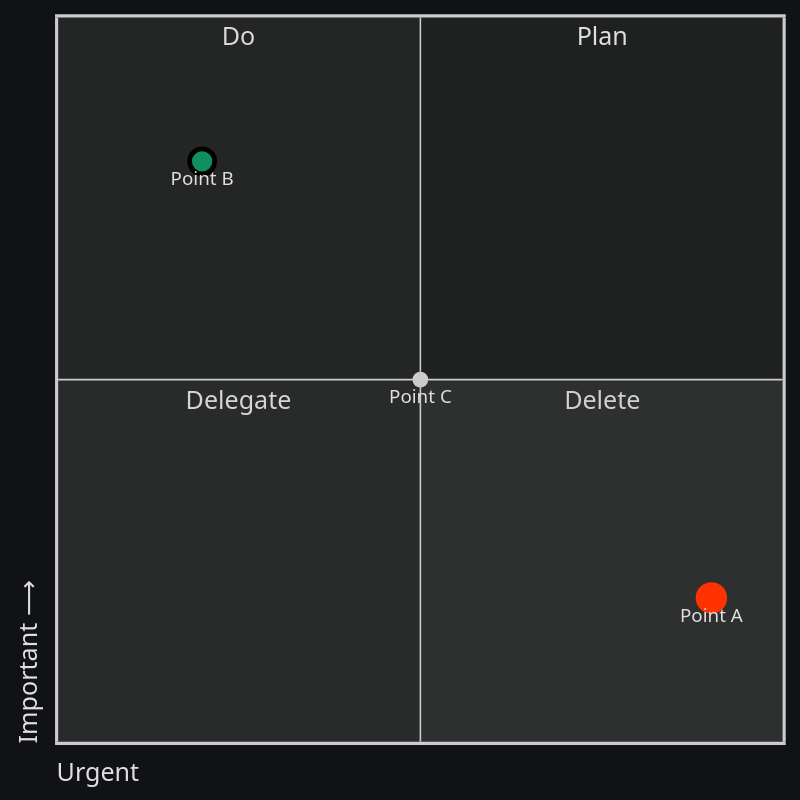 Do
Plan
Point B
Point C
Delegate
Delete
Point A
Important ⟶
Urgent